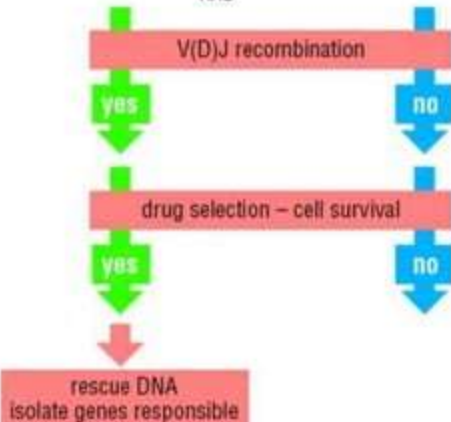 V(D)J recombination
yes no
drug selection – cell survival
yes no
rescue DNA
isolate genes responsible